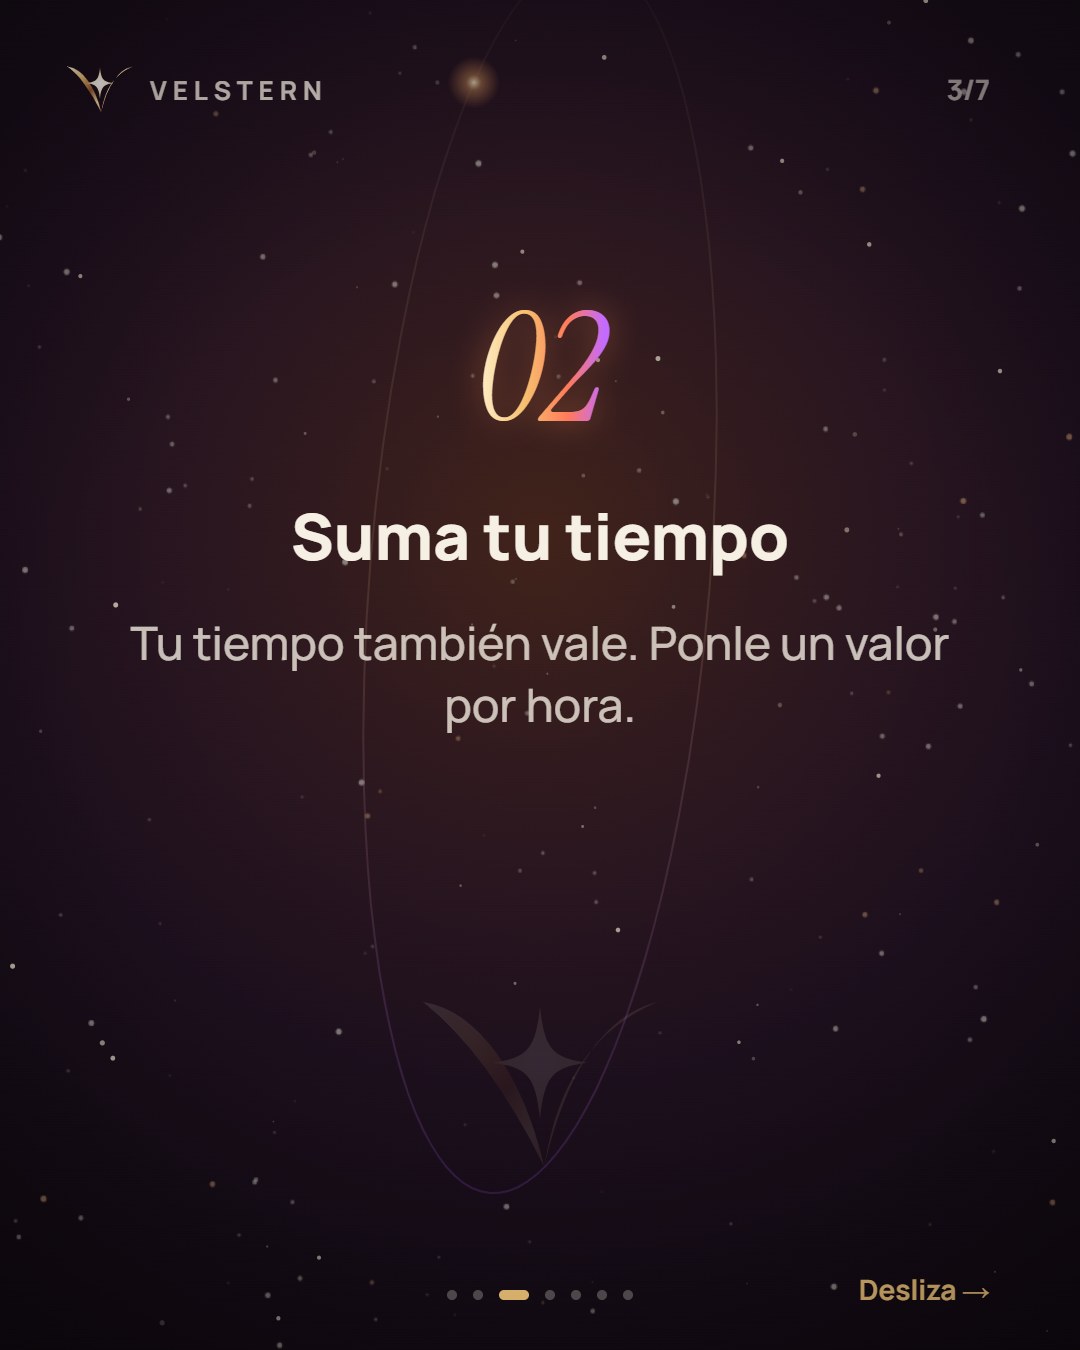 VELSTERN
3/7
02
Suma tu tiempo
Tu tiempo también vale. Ponle un valor
por hora.
Desliza →